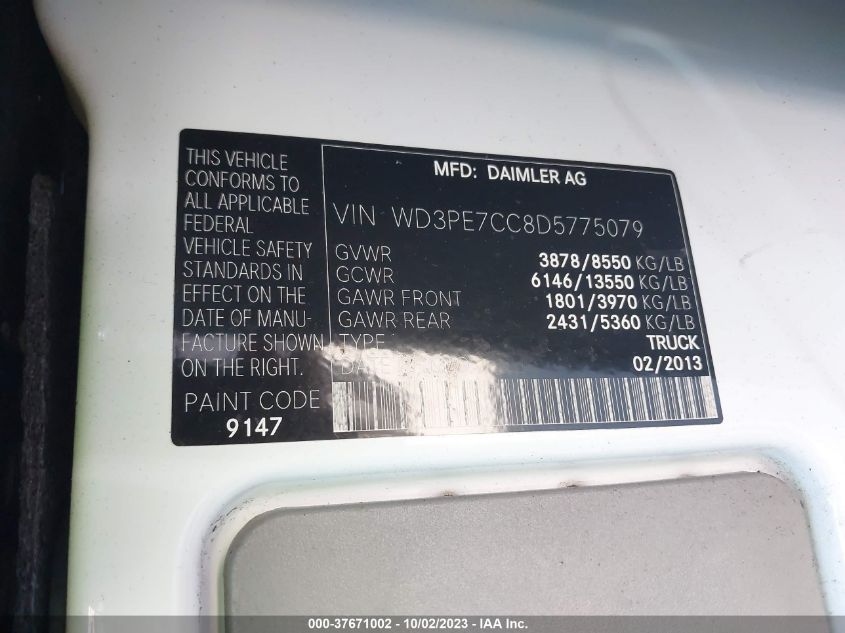 THIS VEHICLE
CONFORMS TO
ALL APPLICABLE
FEDERAL
VEHICLE SAFETY
STANDARDS IN
EFFECT ON THE
DATE OF MANU-
FACTURE SHOWN
ON THE RIGHT.
PAINT CODE
9147
MFD: DAIMLER AG
VIN WD3PE7CC8D5775079
GVWR 3878/8550 KG/LB
GCWR 6146/13550 KG/LB
GAWR FRONT 1801/3970 KG/LB
GAWR REAR 2431/5360 KG/LB
TYPE TRUCK
DATE 02/2013
000-37671002 - 10/02/2023 - IAA Inc.